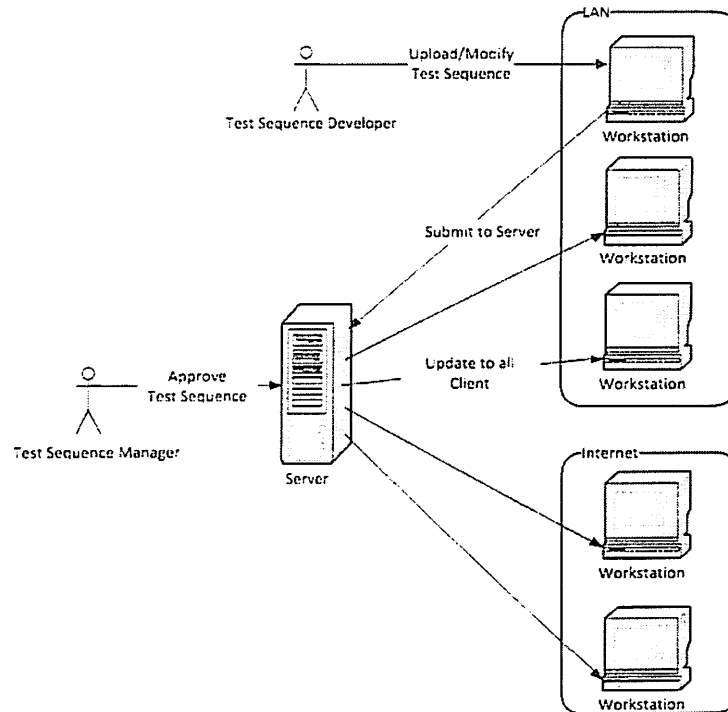 LAN
Upload/Modify
Test Sequence
Test Sequence Developer
Workstation
Submit to Server
Workstation
Update to all
Client
Workstation
Approve
Test Sequence
Test Sequence Manager
Server
Internet
Workstation
Workstation